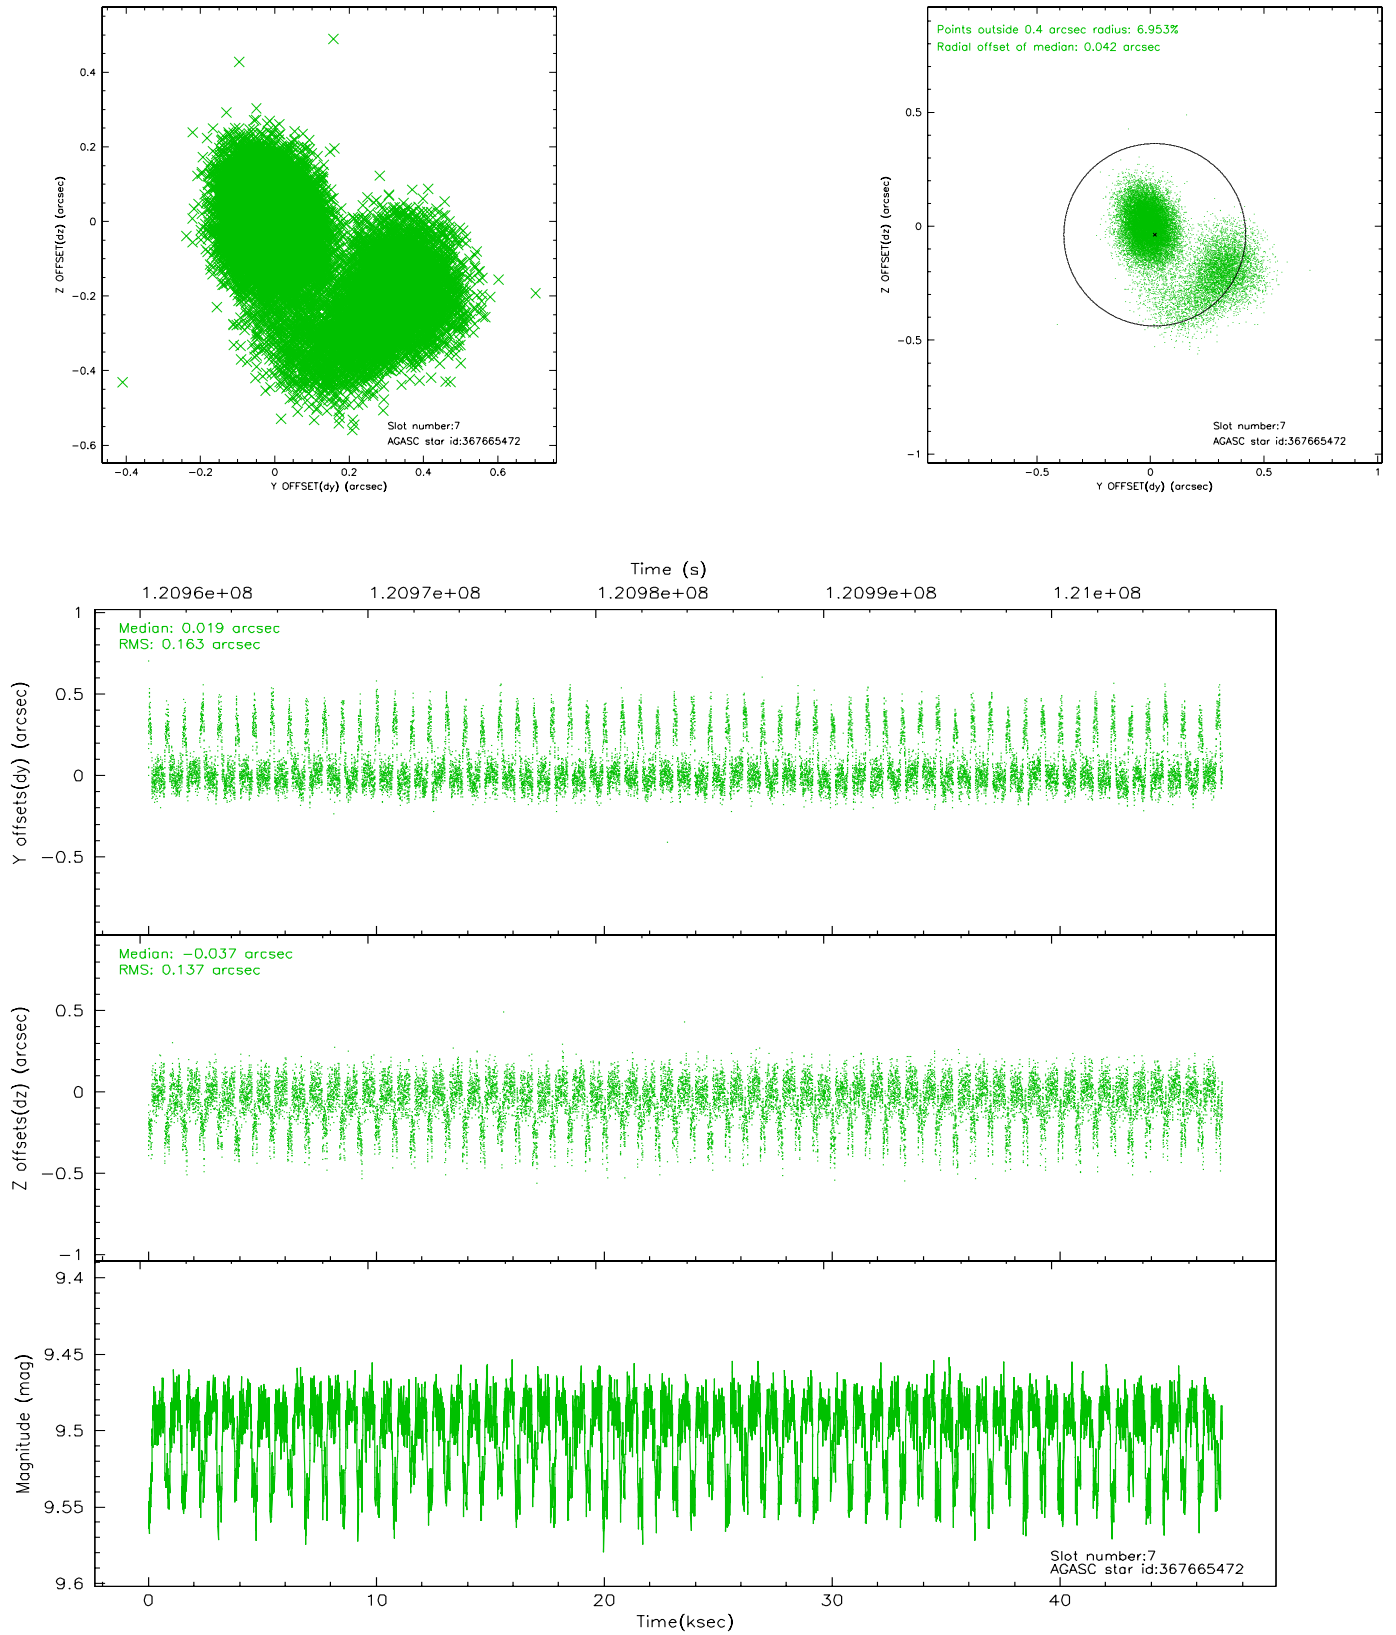 0.4
0.2
0
−0.2
−0.4
−0.6
Z OFFSET(dz) (arcsec)
−0.4 −0.2 0 0.2 0.4 0.6
Y OFFSET(dy) (arcsec)
Slot number:7
AGASC star id:367665472
Points outside 0.4 arcsec radius: 6.953%
Radial offset of median: 0.042 arcsec
0.5
0
−0.5
−1
Z OFFSET(dz) (arcsec)
−0.5 0 0.5 1
Y OFFSET(dy) (arcsec)
Slot number:7
AGASC star id:367665472
Time (s)
1.2096e+08 1.2097e+08 1.2098e+08 1.2099e+08 1.21e+08
Median: 0.019 arcsec
RMS: 0.163 arcsec
1
0.5
0
−0.5
Y offsets(dy) (arcsec)
Median: −0.037 arcsec
RMS: 0.137 arcsec
0.5
0
−0.5
−1
Z offsets(dz) (arcsec)
9.4
9.45
9.5
9.55
9.6
Magnitude (mag)
Slot number:7
AGASC star id:367665472
0 10 20 30 40
Time(ksec)